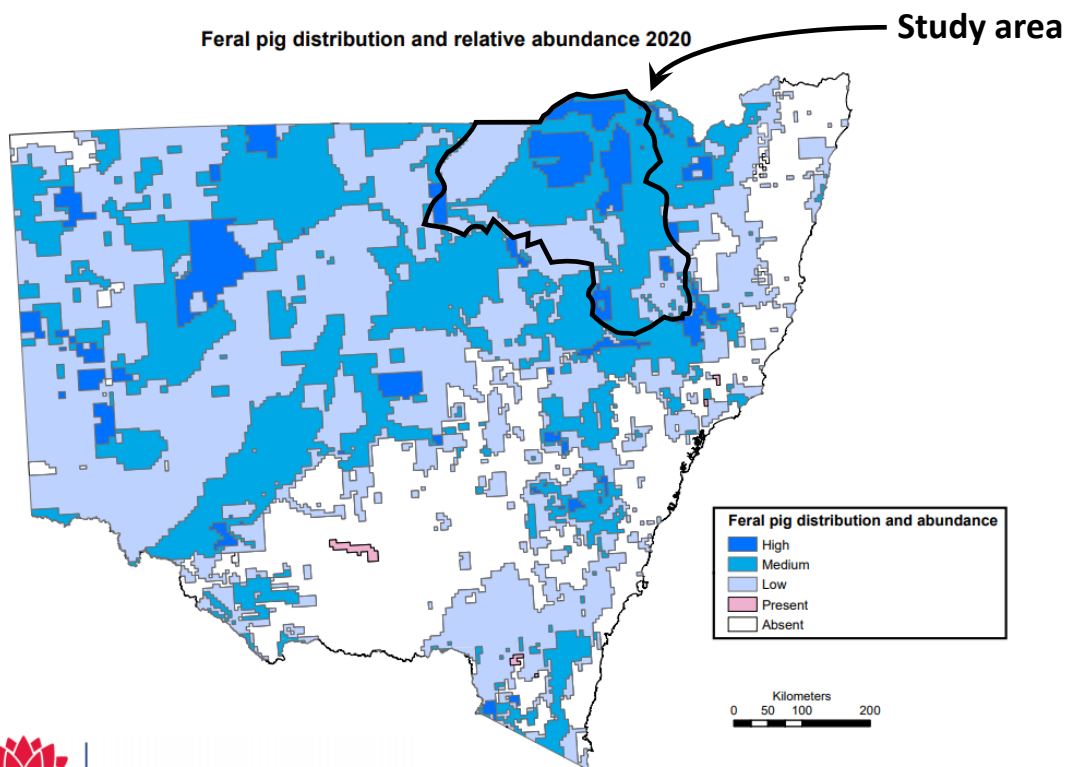 Study area
Feral pig distribution and relative abundance 2020
Feral pig distribution and abundance
High
Medium
Low
Present
Absent
Kilometers
0 50 100 200